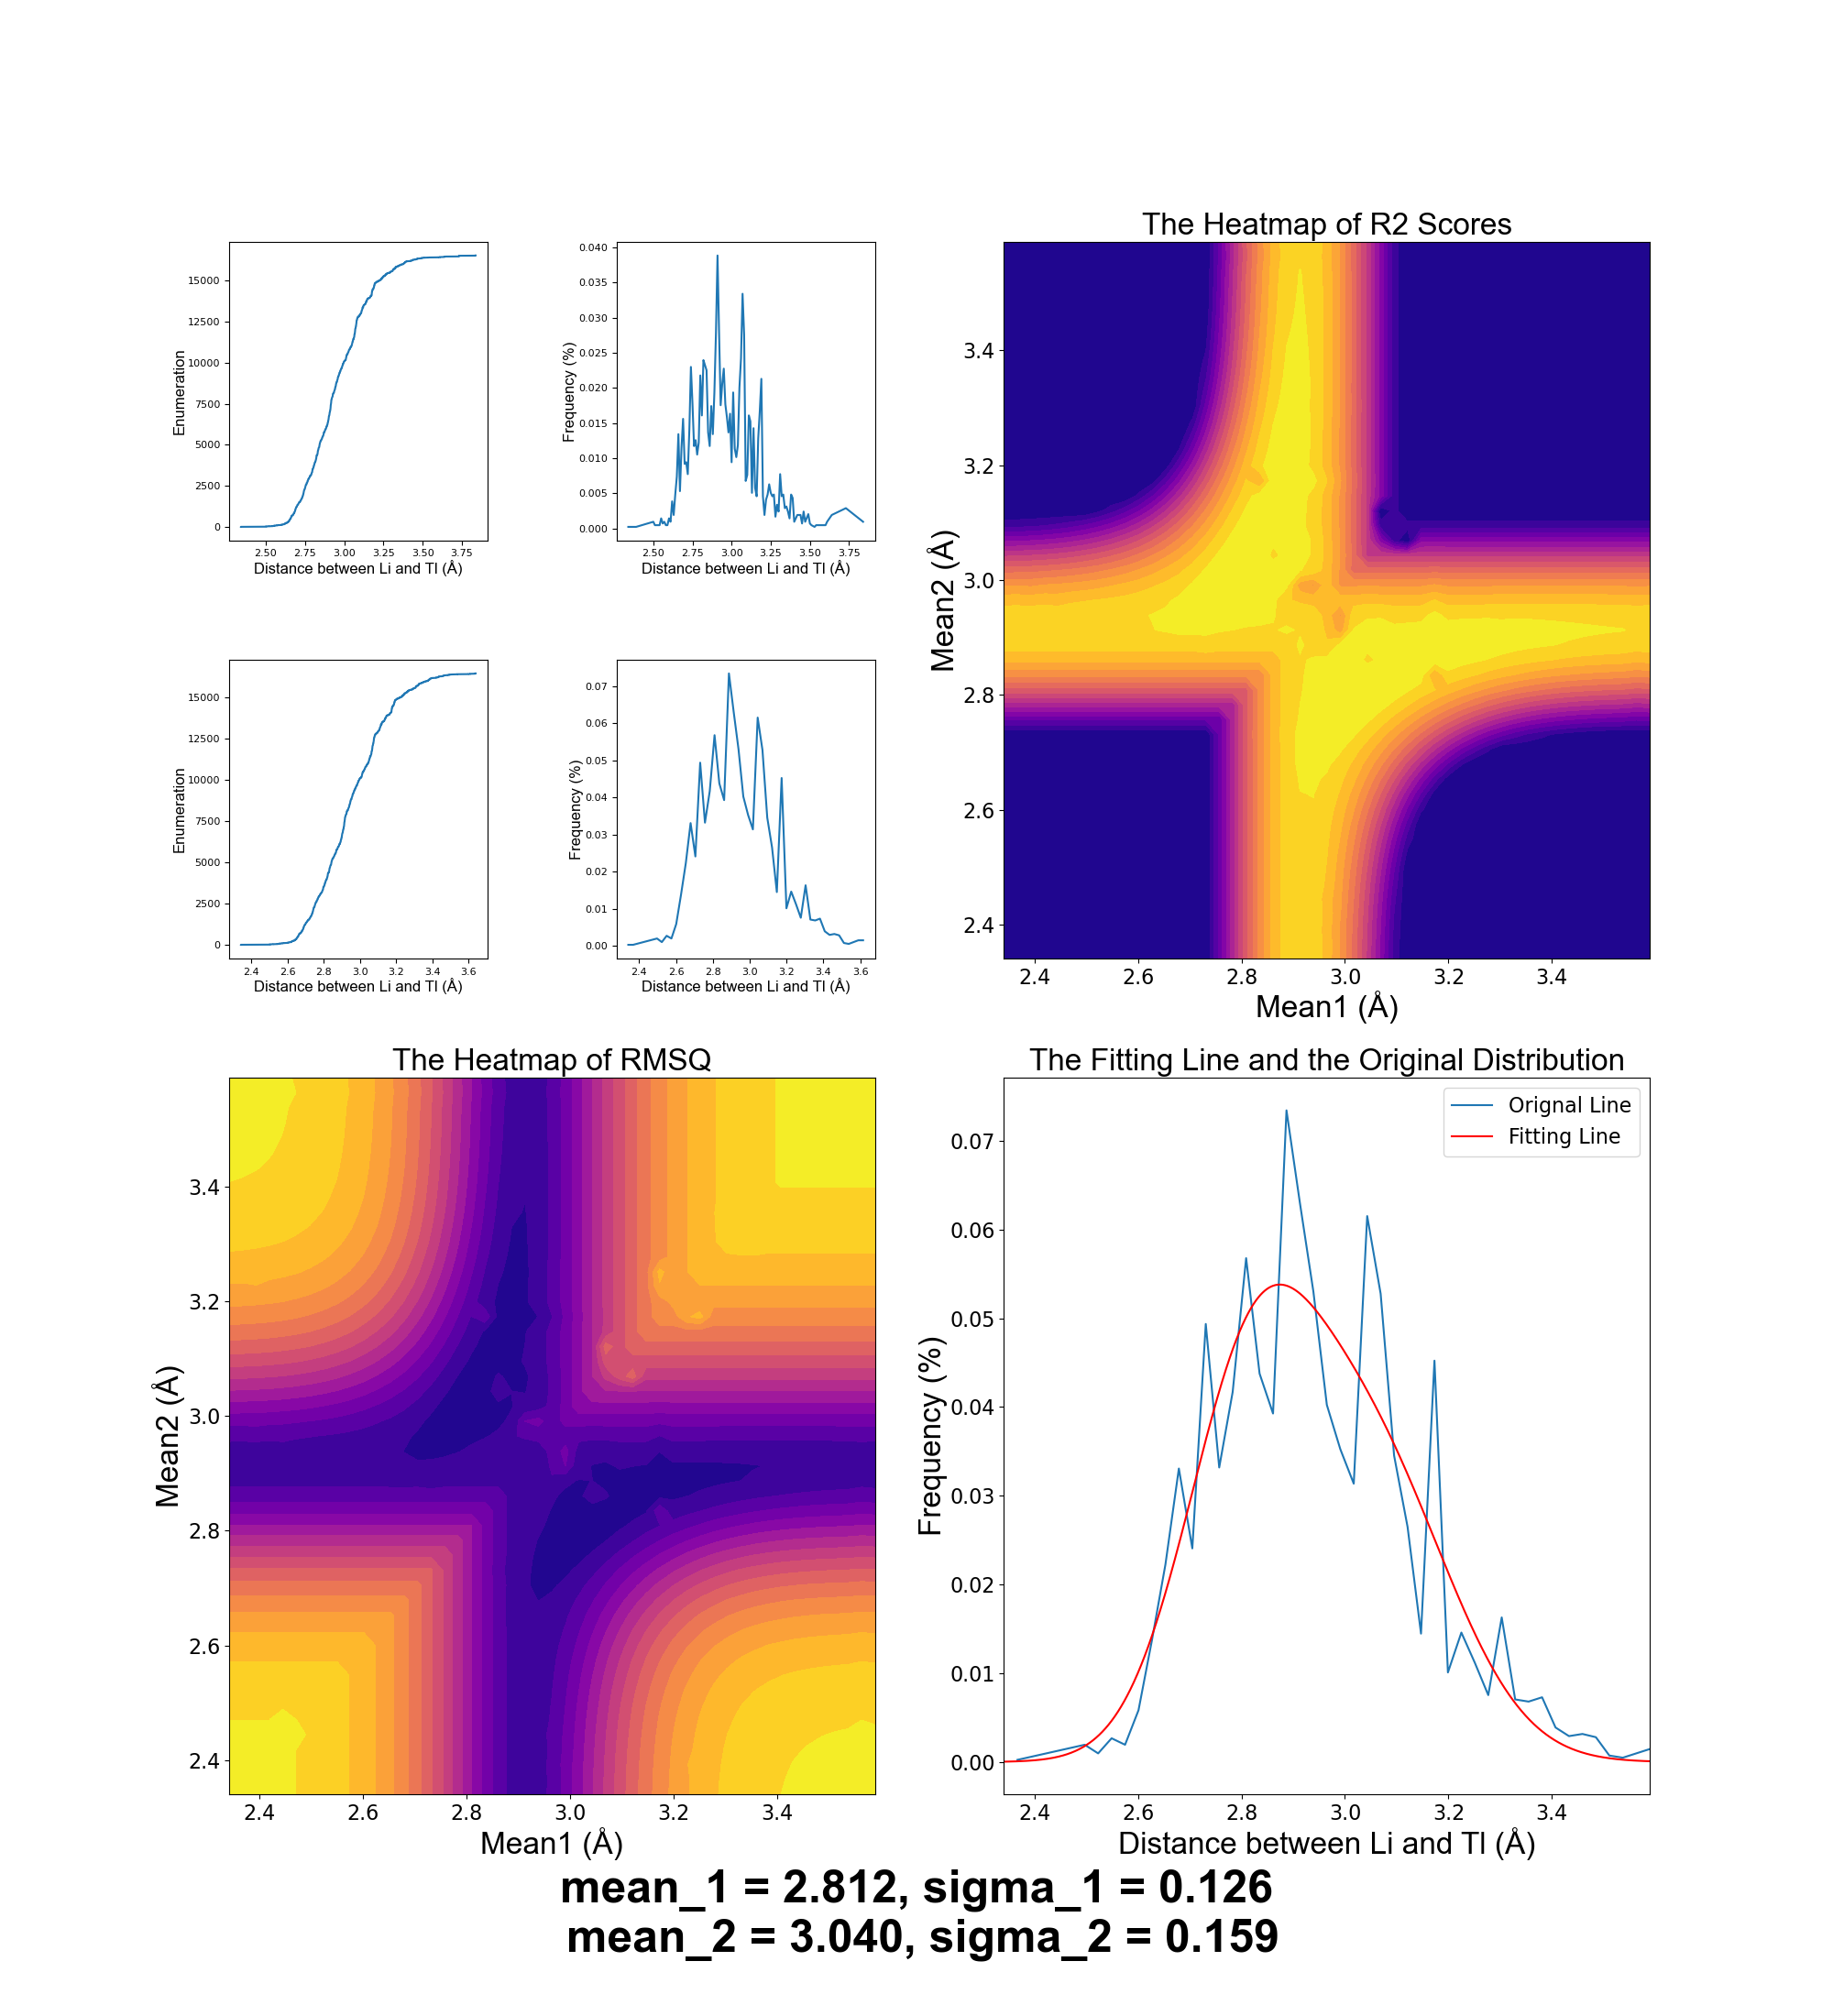 The Heatmap of R2 Scores
Enumeration
15000
12500
10000
7500
5000
2500
0
2.50 2.75 3.00 3.25 3.50 3.75
Distance between Li and Tl (Å)
Frequency (%)
0.040
0.035
0.030
0.025
0.020
0.015
0.010
0.005
0.000
2.50 2.75 3.00 3.25 3.50 3.75
Distance between Li and Tl (Å)
Mean2 (Å)
3.4
3.2
3.0
2.8
2.6
2.4
2.4 2.6 2.8 3.0 3.2 3.4
Mean1 (Å)
Enumeration
15000
12500
10000
7500
5000
2500
0
2.4 2.6 2.8 3.0 3.2 3.4 3.6
Distance between Li and Tl (Å)
Frequency (%)
0.07
0.06
0.05
0.04
0.03
0.02
0.01
0.00
2.4 2.6 2.8 3.0 3.2 3.4 3.6
Distance between Li and Tl (Å)
The Heatmap of RMSQ
Mean2 (Å)
3.4
3.2
3.0
2.8
2.6
2.4
2.4 2.6 2.8 3.0 3.2 3.4
Mean1 (Å)
The Fitting Line and the Original Distribution
Orignal Line
Fitting Line
Frequency (%)
0.07
0.06
0.05
0.04
0.03
0.02
0.01
0.00
2.4 2.6 2.8 3.0 3.2 3.4
Distance between Li and Tl (Å)
mean_1 = 2.812, sigma_1 = 0.126
mean_2 = 3.040, sigma_2 = 0.159